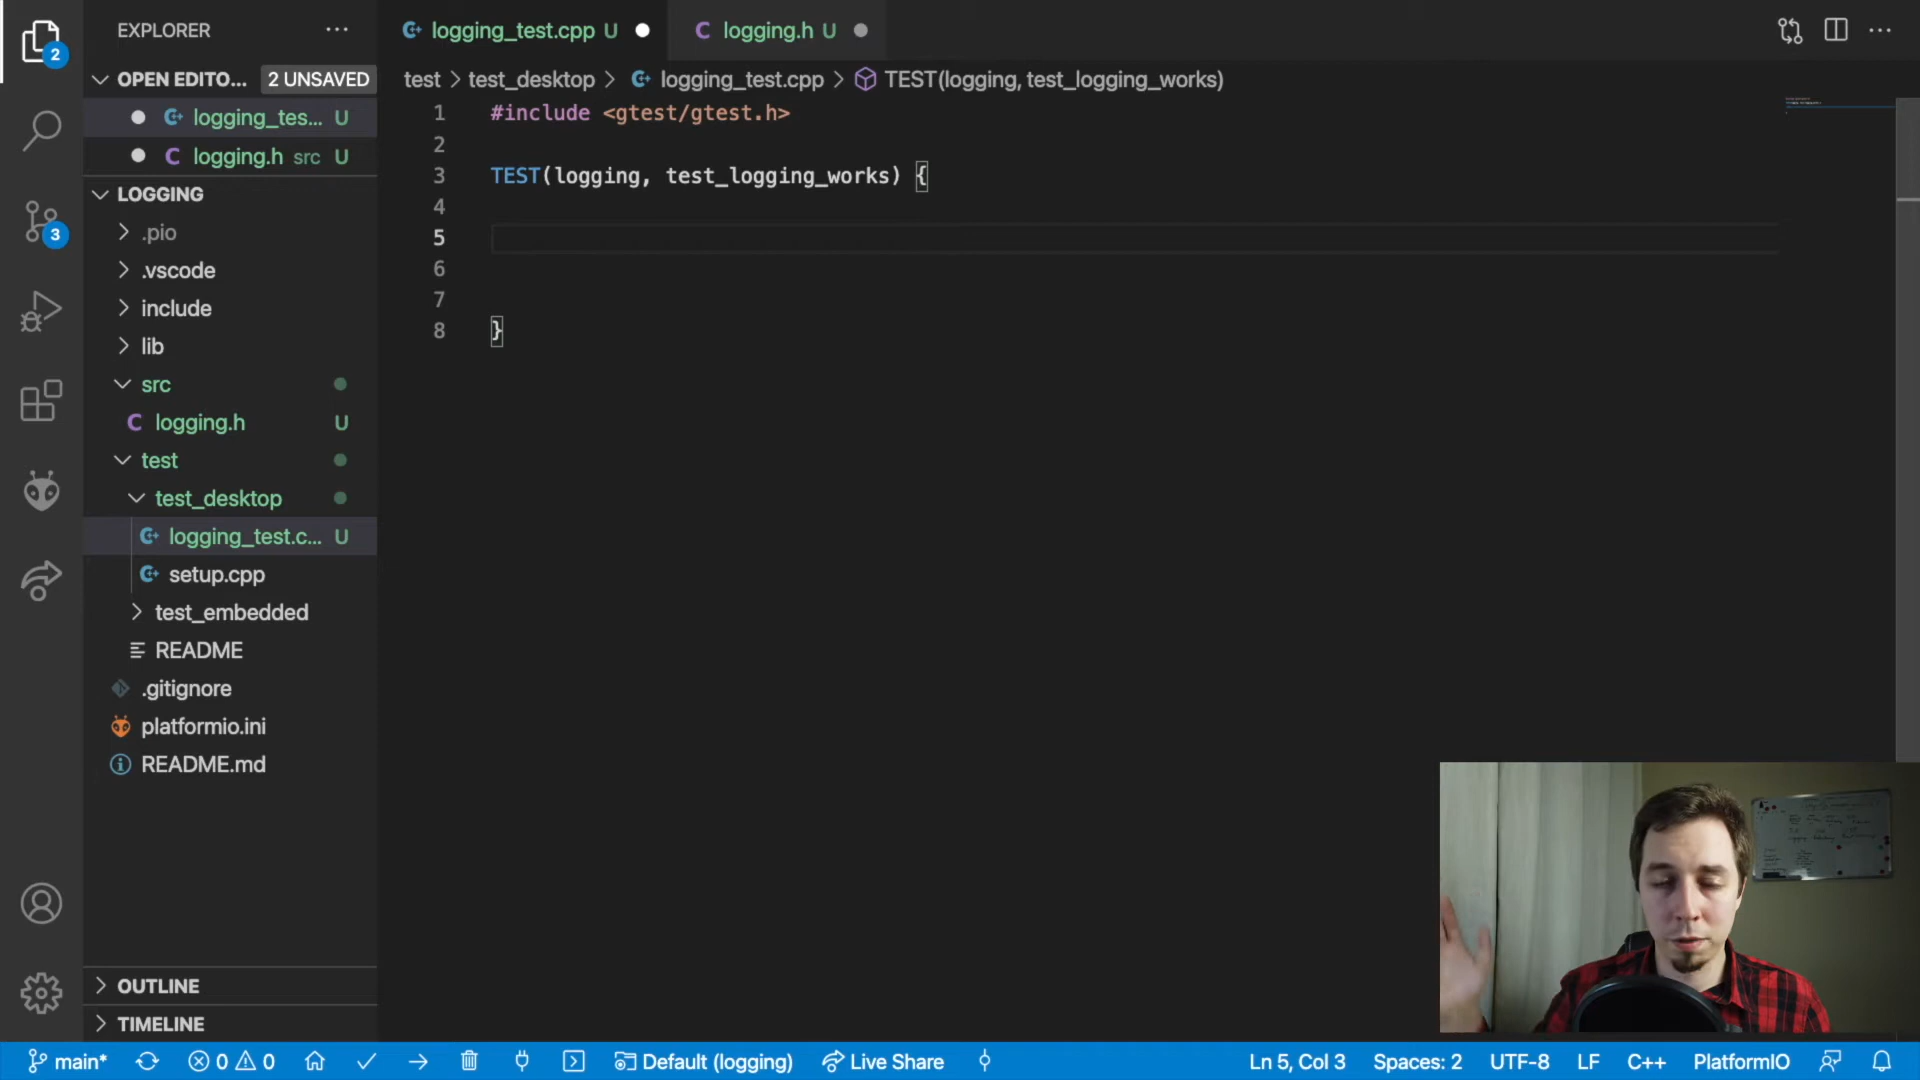 EXPLORER
logging_test.cpp U
logging.h U
2
OPEN EDITO... 2 UNSAVED
test > test_desktop > logging_test.cpp > TEST(logging, test_logging_works)
logging_tes... U
logging.h src U
LOGGING
.pio
.vscode
include
lib
src
logging.h U
test
test_desktop
logging_test.c... U
setup.cpp
test_embedded
README
.gitignore
platformio.ini
README.md
OUTLINE
TIMELINE
3
1 #include <gtest/gtest.h>
2
3 TEST(logging, test_logging_works) {
4
5
6
7
8 }
main* 0 0 Default (logging) Live Share Ln 5, Col 3 Spaces: 2 UTF-8 LF C++ PlatformIO